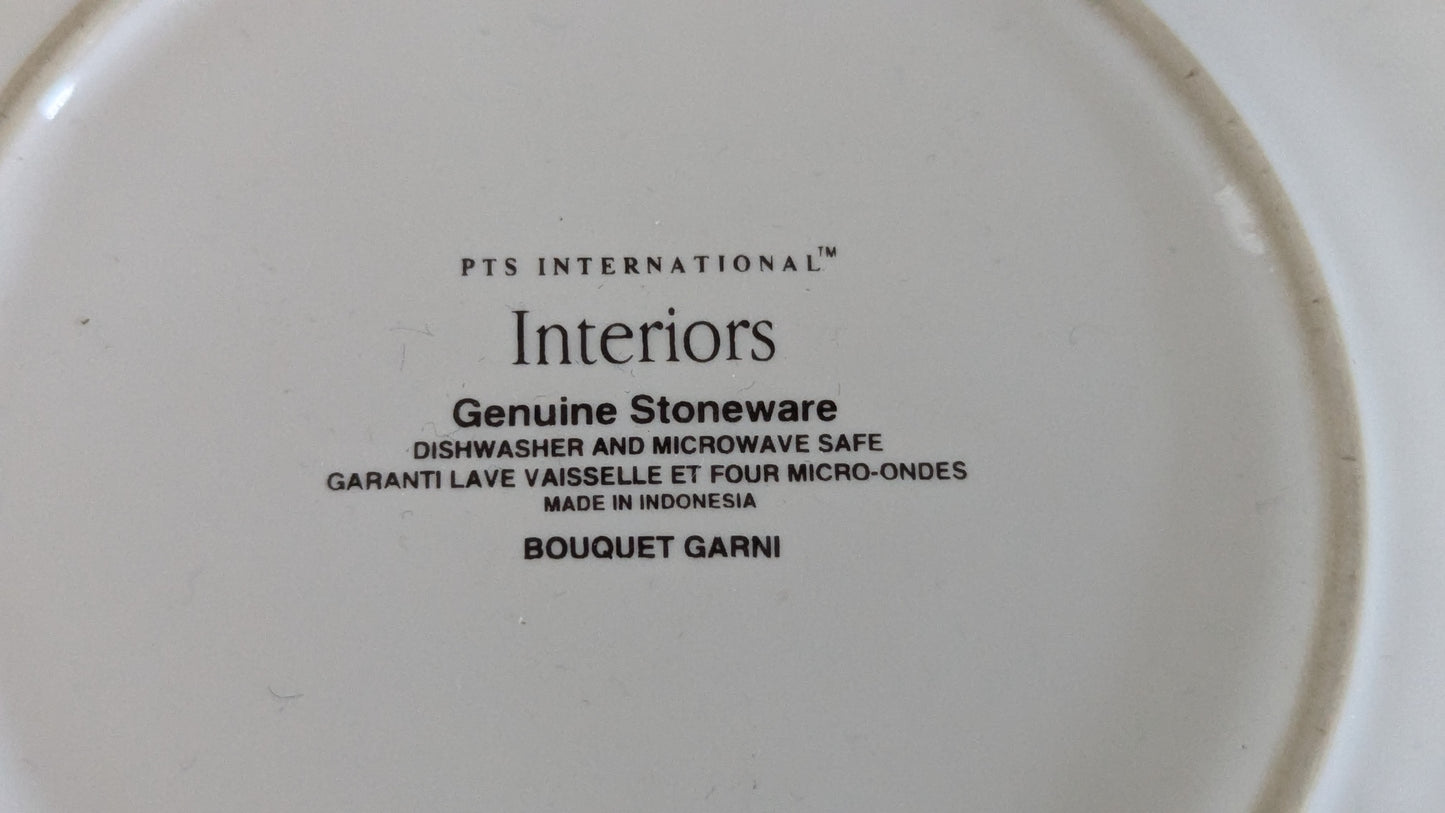 PTS INTERNATIONAL™
Interiors
Genuine Stoneware
DISHWASHER AND MICROWAVE SAFE
GARANTI LAVE VAISSELLE ET FOUR MICRO-ONDES
MADE IN INDONESIA
BOUQUET GARNI